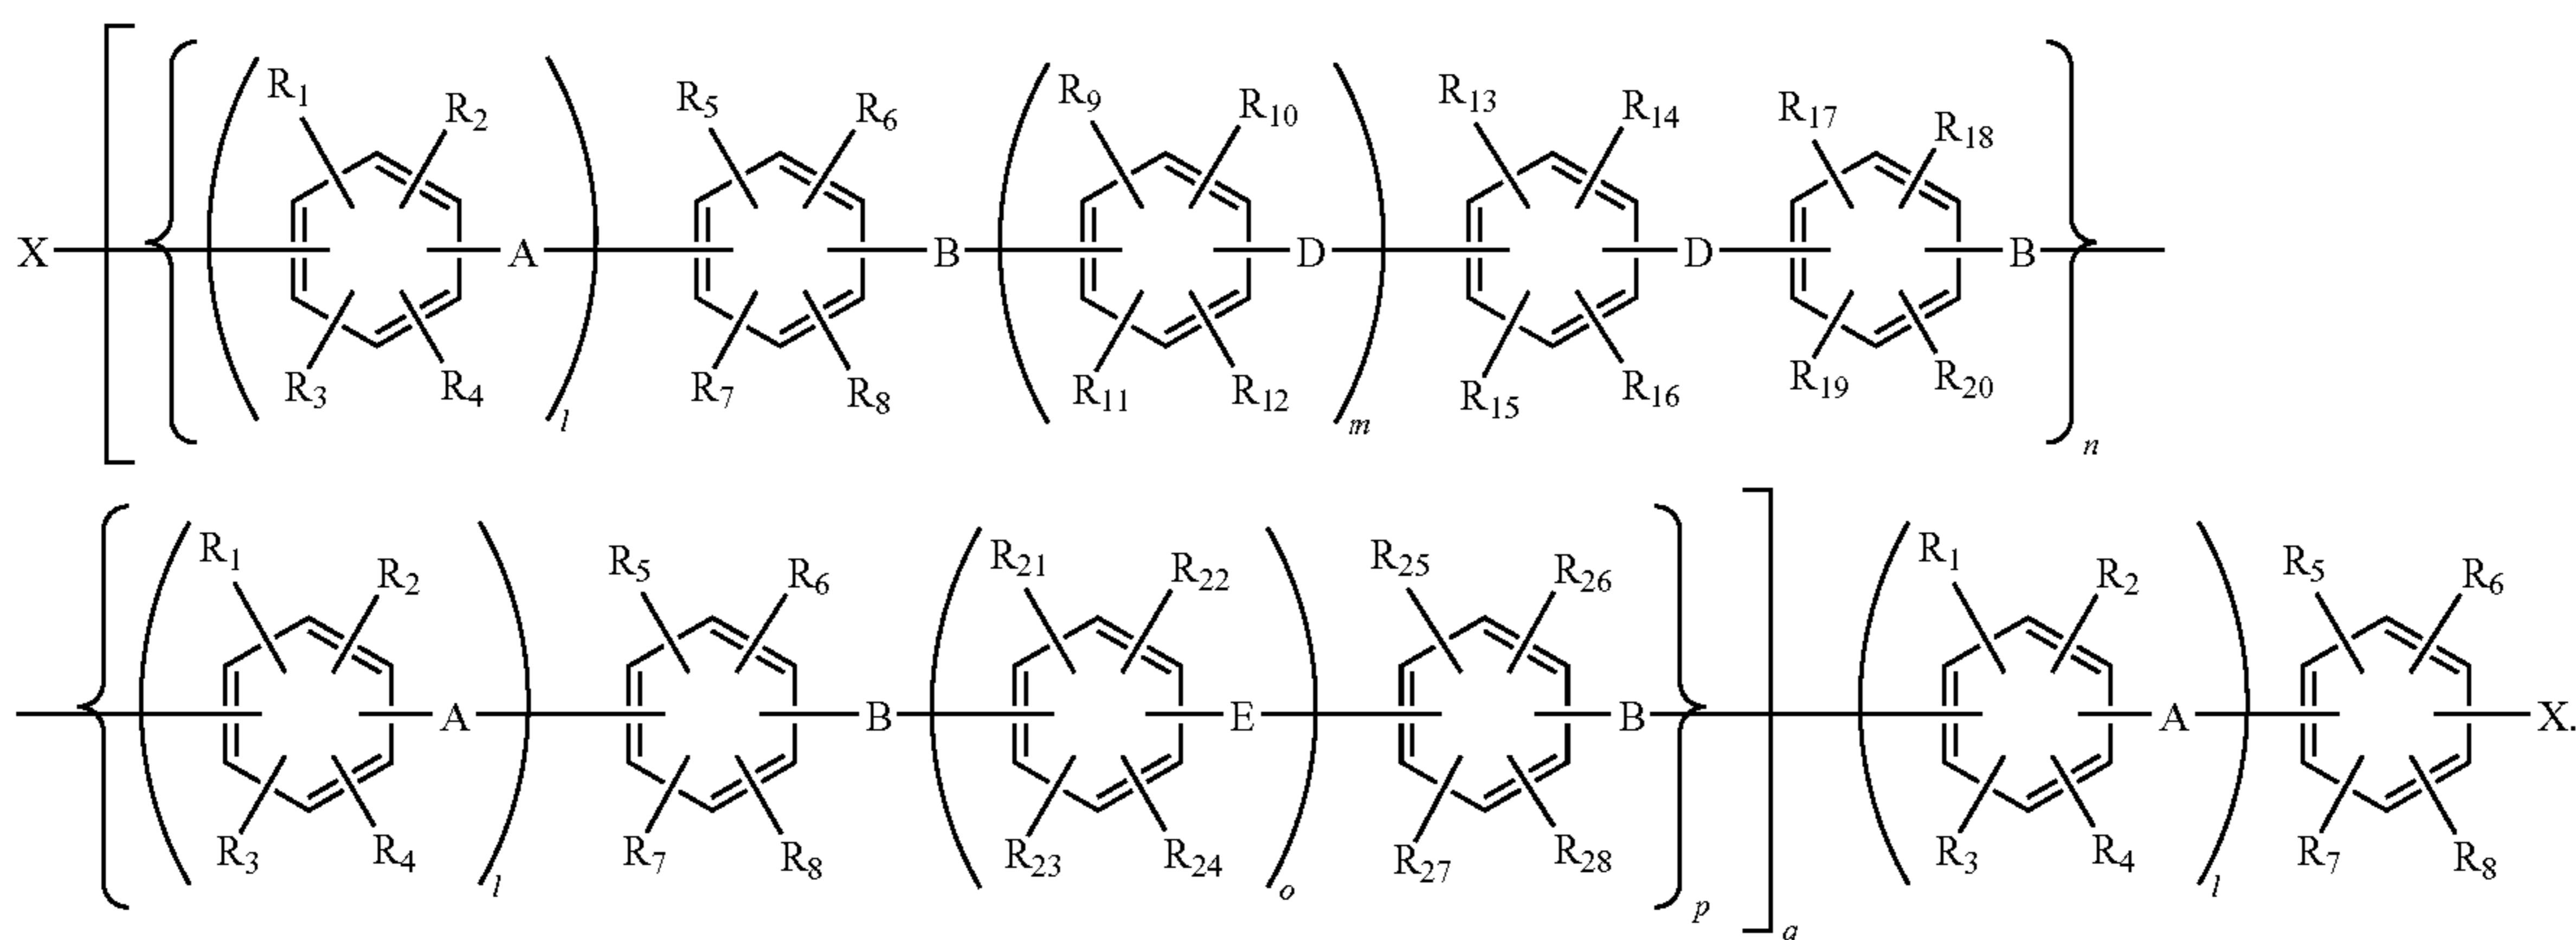 R1 R2 R5 R6 R9 R10 R13 R14 R17 R18
X A B D D B
R3 R4 l R7 R8 R11 R12 m R15 R16 R19 R20 n
R1 R2 R5 R6 R21 R22 R25 R26 R1 R2 R5 R6
A B E B A X.
R3 R4 l R7 R8 R23 R24 o R27 R28 p q R3 R4 l R7 R8